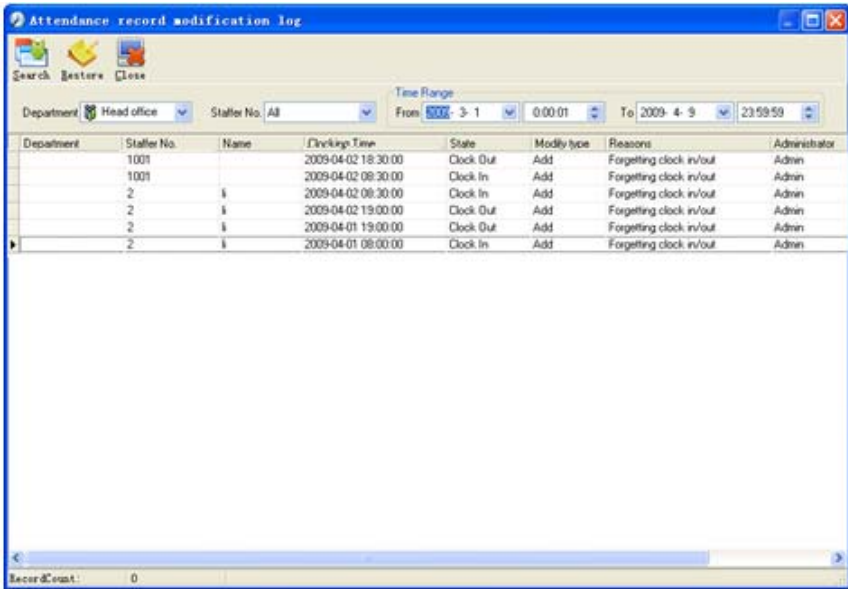 Attendance record modification log
Search Restore Close
Time Range
Department Head office Staffer No. All From 2009- 3- 1 0:00:01 To 2009- 4- 9 23:59:59
Department Staffer No. Name Clocking Time State Modify type Reasons Administrator
1001 2009-04-02 18:30:00 Clock Out Add Forgetting clock in/out Admin
1001 2009-04-02 08:30:00 Clock In Add Forgetting clock in/out Admin
2 2009-04-02 08:30:00 Clock In Add Forgetting clock in/out Admin
2 2009-04-02 19:00:00 Clock Out Add Forgetting clock in/out Admin
2 2009-04-01 19:00:00 Clock Out Add Forgetting clock in/out Admin
2 2009-04-01 08:00:00 Clock In Add Forgetting clock in/out Admin
RecordCount: 0